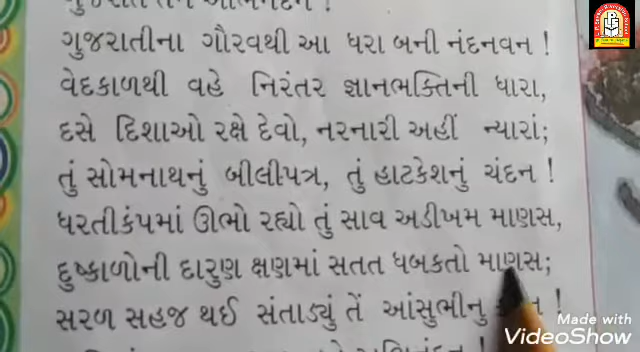 ગુજરાતીના ગૌરવથી આ ધરા બની નંદનવન !
વેદકાળથી વહે નિરંતર જ્ઞાનભક્તિની ધારા,
દસે દિશાઓ રક્ષે દેવો, નરનારી અહીં ન્યારાં;
તું સોમનાથનું બીલીપત્ર, તું હાટકેશનું ચંદન !
ધરતીકંપમાં ઊભો રહ્યો તું સાવ અડીખમ માણસ,
દુષ્કાળોની દારુણ ક્ષણમાં સતત ધબકતો માણસ;
સરળ સહજ થઈ સંતાડ્યું તેં આંસુભીનુ !
Made with
VideoShow